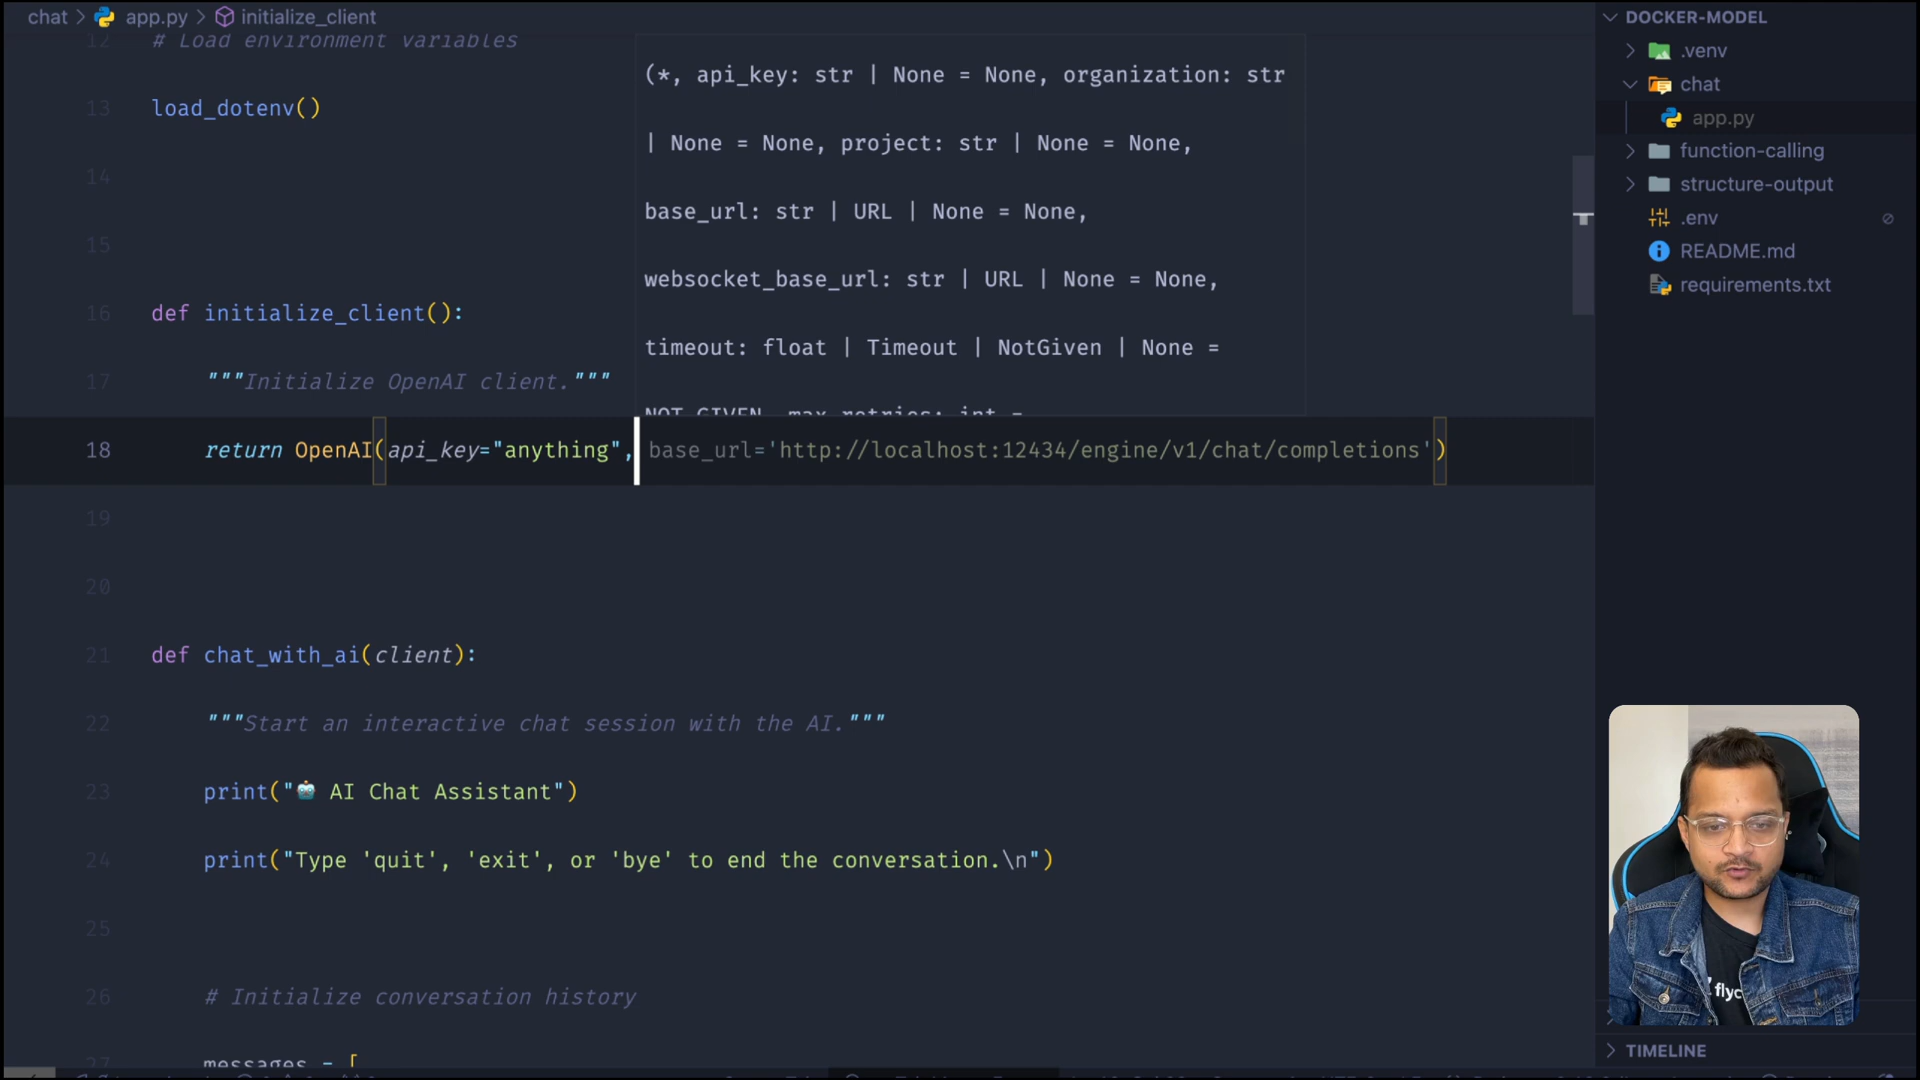 chat > app.py > initialize_client
12 # Load environment variables
13 load_dotenv()
14
15
16 def initialize_client():
17 """Initialize OpenAI client."""
18 return OpenAI(api_key="anything", base_url='http://localhost:12434/engine/v1/chat/completions')
19
20
21 def chat_with_ai(client):
22 """Start an interactive chat session with the AI."""
23 print("🤖 AI Chat Assistant")
24 print("Type 'quit', 'exit', or 'bye' to end the conversation.\n")
25
26 # Initialize conversation history
27 messages = [
(*, api_key: str | None = None, organization: str
| None = None, project: str | None = None,
base_url: str | URL | None = None,
websocket_base_url: str | URL | None = None,
timeout: float | Timeout | NotGiven | None =
NOT_GIVEN, max_retries: int =
DOCKER-MODEL
.venv
chat
app.py
function-calling
structure-output
.env
README.md
requirements.txt
TIMELINE